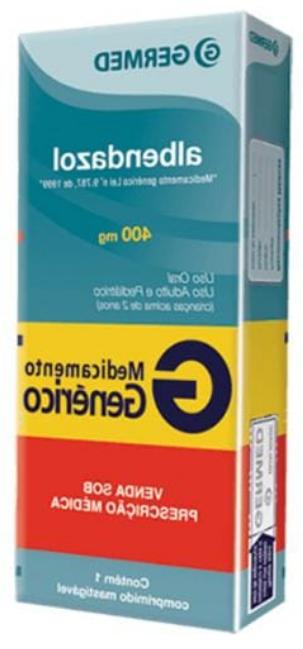 GERMED
albendazol
"Medicamento genérico Lei nº 9.787, de 1999"
400 mg
Uso Oral
Uso Adulto e Pediátrico
(crianças acima de 2 anos)
G Medicamento
Genérico
VENDA SOB
PRESCRIÇÃO MÉDICA
Contém 1
comprimido mastigável
GERMED
GERMED